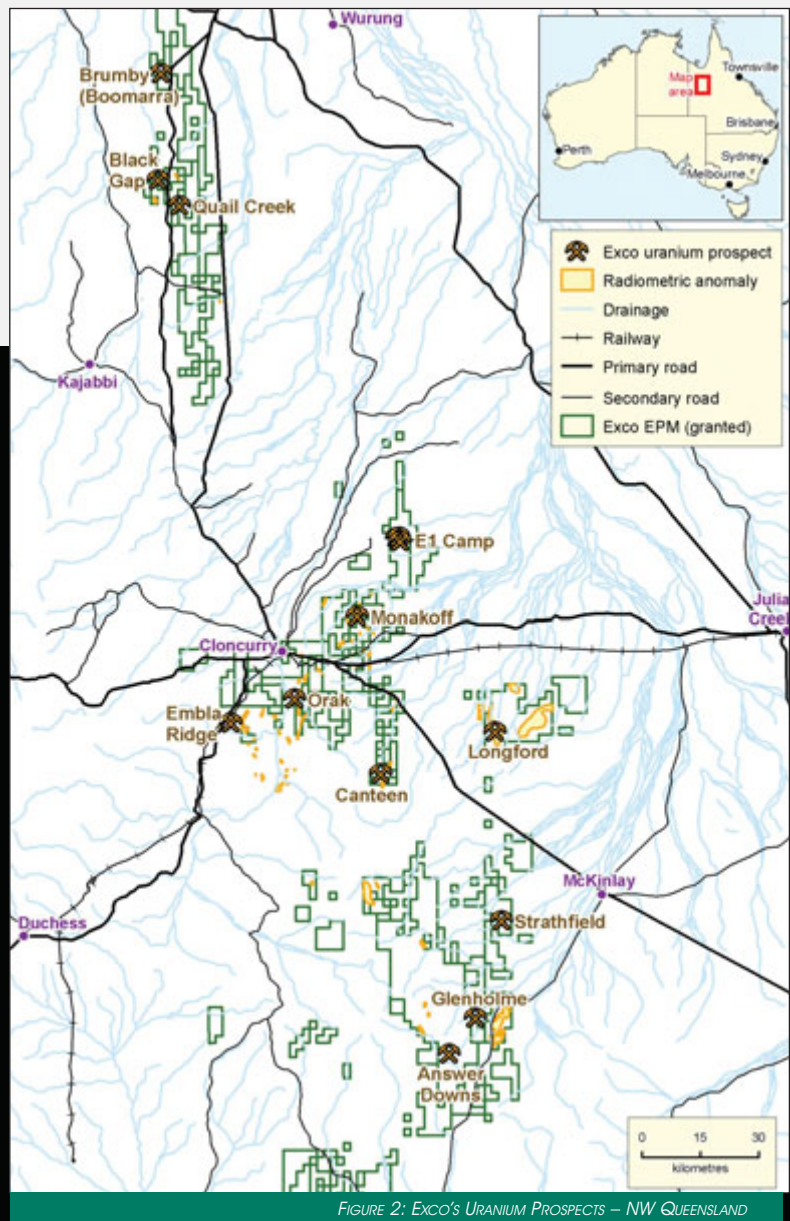 Wurung
Brumby
(Boomarra)
Black
Gap
Quail Creek
Kajabbi
Map
area
Townsville
Brisbane
Perth
Sydney
Melbourne
Exco uranium prospect
Radiometric anomaly
Drainage
Railway
Primary road
Secondary road
Exco EPM (granted)
E1 Camp
Monakoff
Julia
Creek
Cloncurry
Orak
Embla
Ridge
Longford
Canteen
McKinlay
Duchess
Strathfield
Glenholme
Answer
Downs
0 15 30
kilometres
FIGURE 2: EXCO'S URANIUM PROSPECTS – NW QUEENSLAND